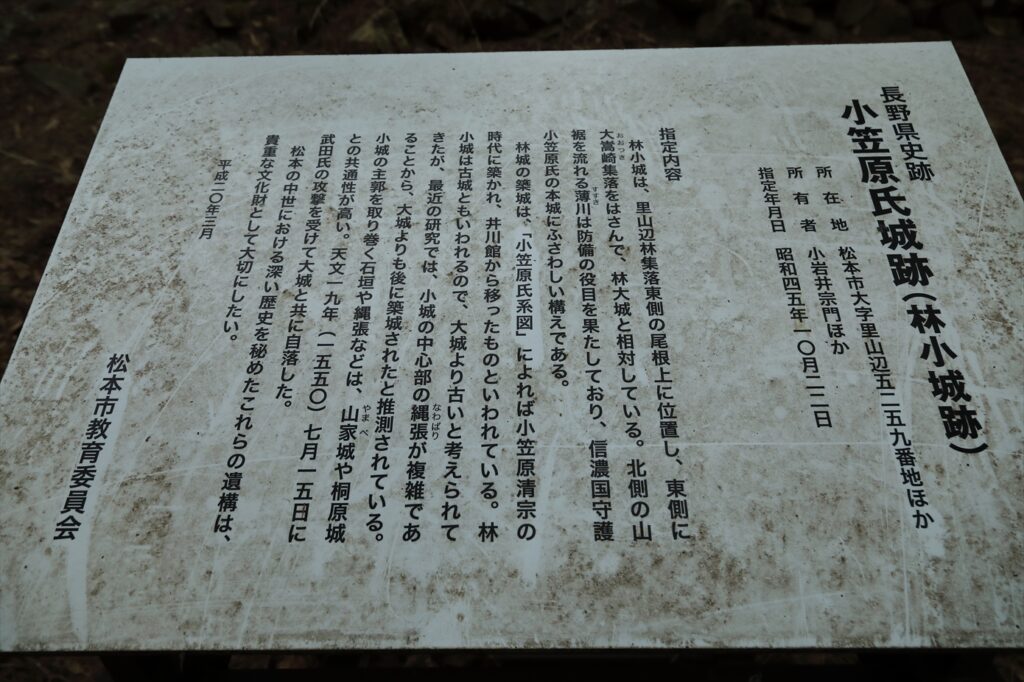 長野県史跡
小笠原氏城跡(林小城跡)
所在地 松本市大字里山辺五二五九番地ほか
所有者 小岩井宗門ほか
指定年月日 昭和四五年一〇月二二日
指定内容
林小城は、里山辺林集落東側の尾根上に位置し、東側に
大嵩崎集落をはさんで、林大城と相対している。北側の山
裾を流れる薄川は防備の役目を果たしており、信濃国守護
小笠原氏の本城にふさわしい構えである。
林城の築城は、「小笠原氏系図」によれば小笠原清宗の
時代に築かれ、井川館から移ったものといわれている。林
小城は古城ともいわれるので、大城より古いと考えられて
きたが、最近の研究では、小城の中心部の縄張が複雑であ
ることから、大城よりも後に築城されたと推測されている。
小城の主郭を取り巻く石垣や縄張などは、山家城や桐原城
との共通性が高い。天文一九年(一五五〇)七月一五日に
武田氏の攻撃を受けて大城と共に自落した。
松本の中世における深い歴史を秘めたこれらの遺構は、
貴重な文化財として大切にしたい。
平成二〇年三月
松本市教育委員会
おおつき
すすき
なわばり
やまべ